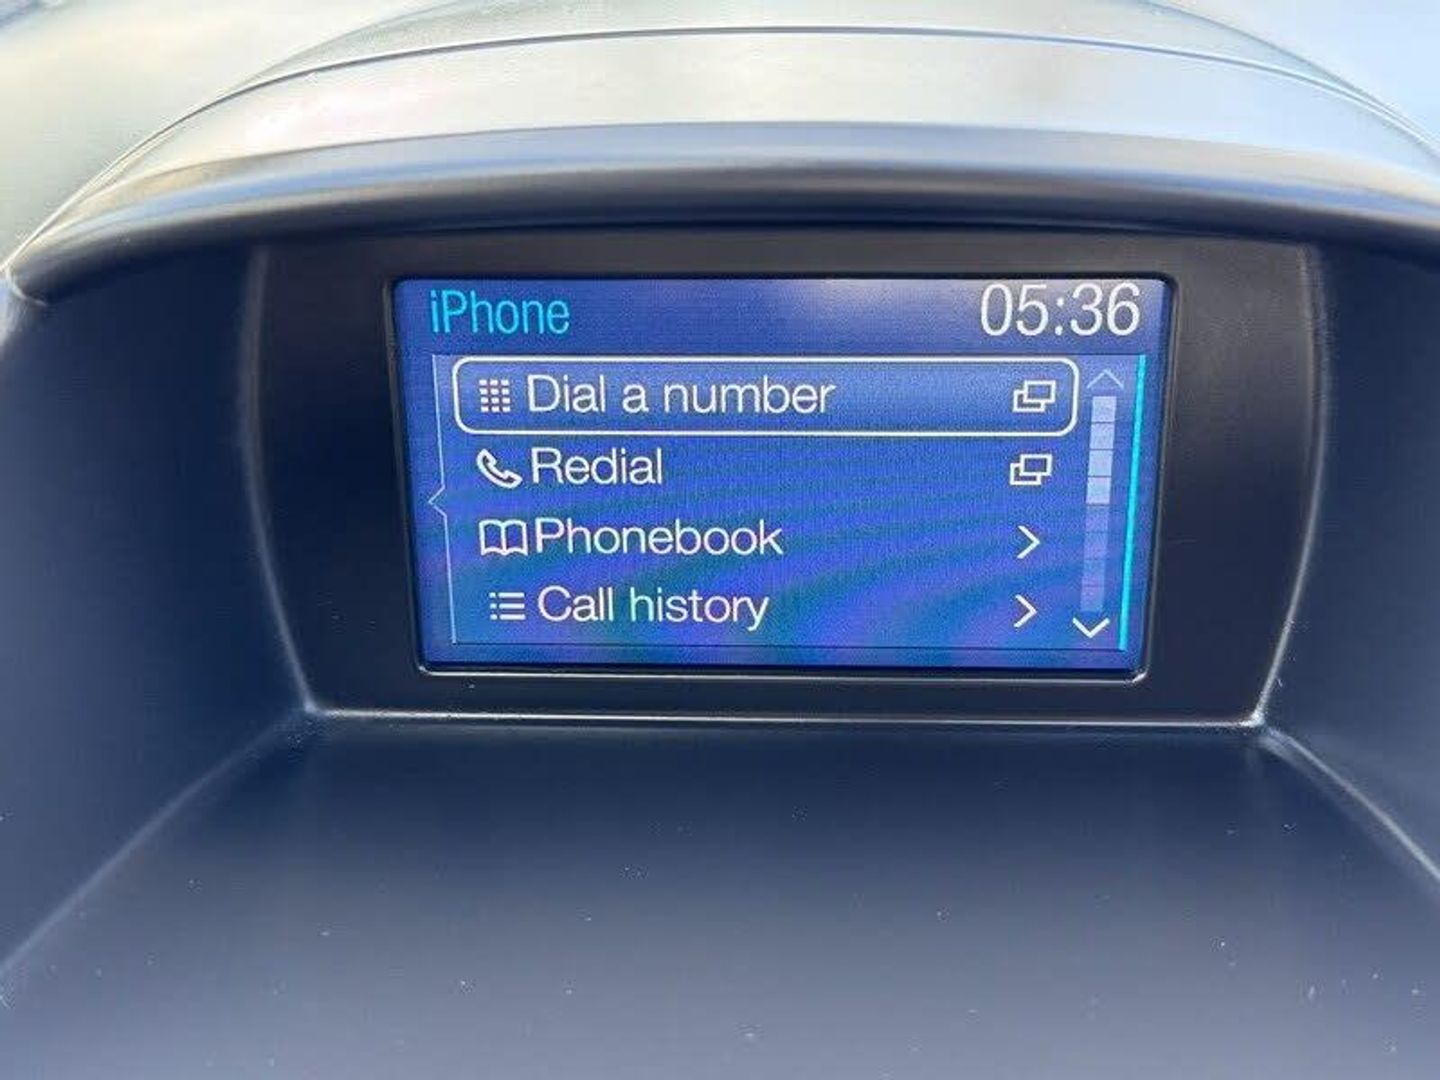 iPhone 05:36
Dial a number
Redial
Phonebook
Call history